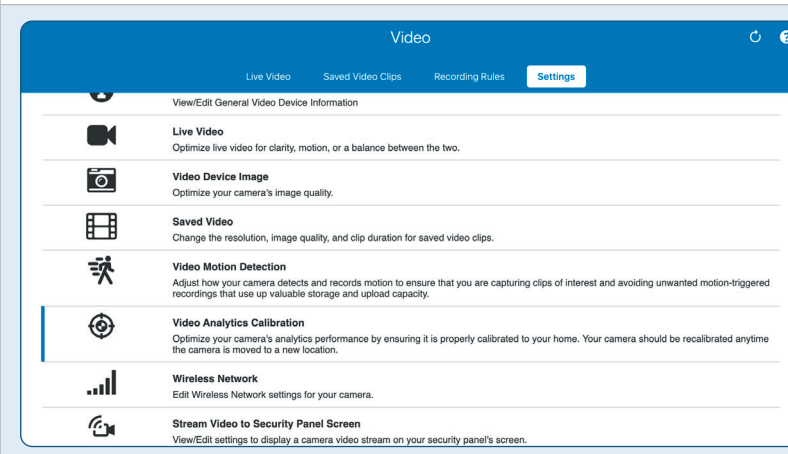 Video
Live Video
Saved Video Clips
Recording Rules
Settings
View/Edit General Video Device Information
Live Video
Optimize live video for clarity, motion, or a balance between the two.
Video Device Image
Optimize your camera's image quality.
Saved Video
Change the resolution, image quality, and clip duration for saved video clips.
Video Motion Detection
Adjust how your camera detects and records motion to ensure that you are capturing clips of interest and avoiding unwanted motion-triggered
recordings that use up valuable storage and upload capacity.
Video Analytics Calibration
Optimize your camera's analytics performance by ensuring it is properly calibrated to your home. Your camera should be recalibrated anytime
the camera is moved to a new location.
Wireless Network
Edit Wireless Network settings for your camera.
Stream Video to Security Panel Screen
View/Edit settings to display a camera video stream on your security panel's screen.